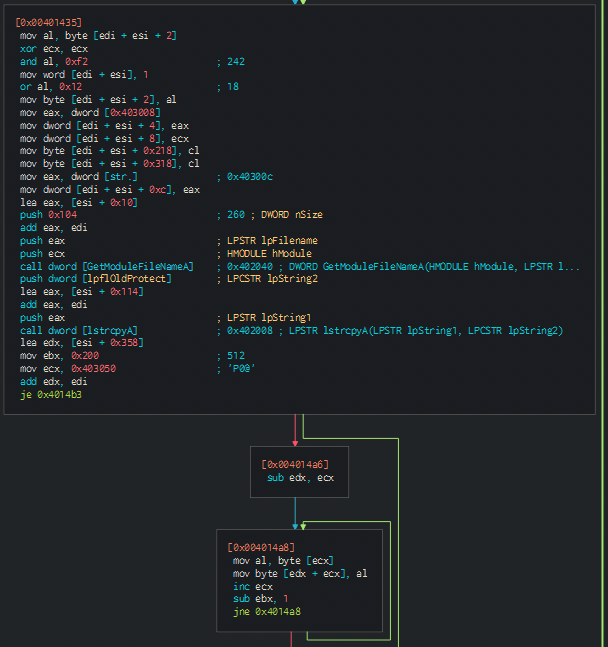 [0x00401435]
mov al, byte [edi + esi + 2]
xor ecx, ecx
and al, 0xf2 ; 242
mov word [edi + esi], 1
or al, 0x12 ; 18
mov byte [edi + esi + 2], al
mov eax, dword [0x403008]
mov dword [edi + esi + 4], eax
mov dword [edi + esi + 8], ecx
mov byte [edi + esi + 0x218], cl
mov byte [edi + esi + 0x318], cl
mov eax, dword [str.] ; 0x40300c
mov dword [edi + esi + 0xc], eax
lea eax, [esi + 0x10]
push 0x104 ; 260 ; DWORD nSize
add eax, edi
push eax ; LPSTR lpFilename
push ecx ; HMODULE hModule
call dword [GetModuleFileNameA] ; 0x402040 ; DWORD GetModuleFileNameA(HMODULE hModule, LPSTR l...
push dword [lpflOldProtect] ; LPCSTR lpString2
lea eax, [esi + 0x114]
add eax, edi
push eax ; LPSTR lpString1
call dword [lstrcpyA] ; 0x402008 ; LPSTR lstrcpyA(LPSTR lpString1, LPCSTR lpString2)
lea edx, [esi + 0x358]
mov ebx, 0x200 ; 512
mov ecx, 0x403050 ; 'P0@'
add edx, edi
je 0x4014b3
[0x004014a6]
sub edx, ecx
[0x004014a8]
mov al, byte [ecx]
mov byte [edx + ecx], al
inc ecx
sub ebx, 1
jne 0x4014a8